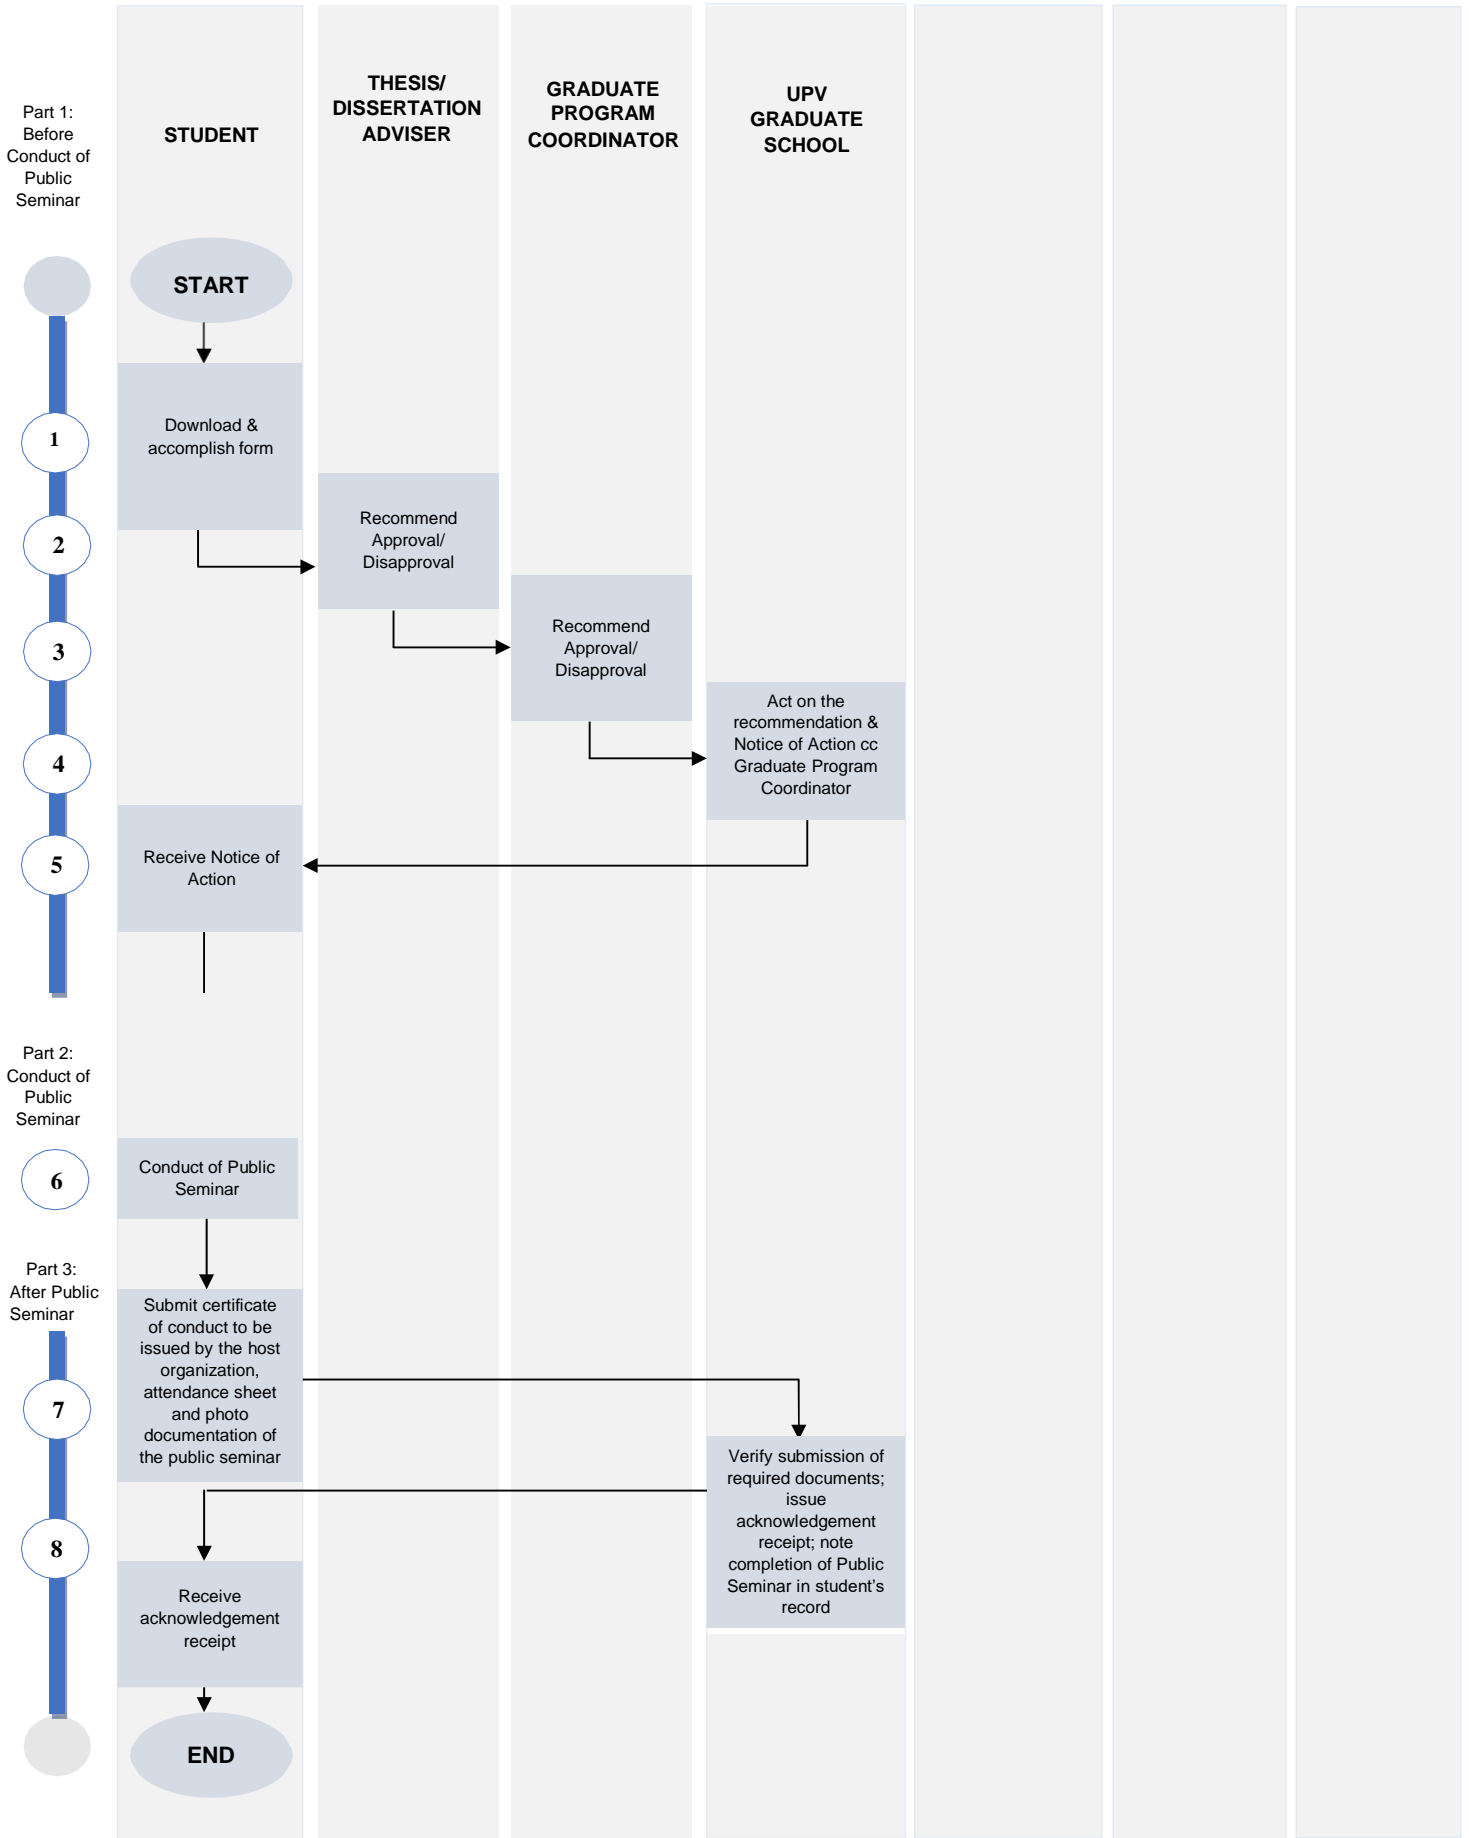 Part 1:
Before
Conduct of
Public
Seminar
STUDENT
THESIS/
DISSERTATION
ADVISER
GRADUATE
PROGRAM
COORDINATOR
UPV
GRADUATE
SCHOOL
START
1
Download &
accomplish form
2
Recommend
Approval/
Disapproval
3
Recommend
Approval/
Disapproval
4
Act on the
recommendation &
Notice of Action cc
Graduate Program
Coordinator
5
Receive Notice of
Action
Part 2:
Conduct of
Public
Seminar
6
Conduct of Public
Seminar
Part 3:
After Public
Seminar
7
Submit certificate
of conduct to be
issued by the host
organization,
attendance sheet
and photo
documentation of
the public seminar
Verify submission of
required documents;
issue
acknowledgement
receipt; note
completion of Public
Seminar in student’s
record
8
Receive
acknowledgement
receipt
END